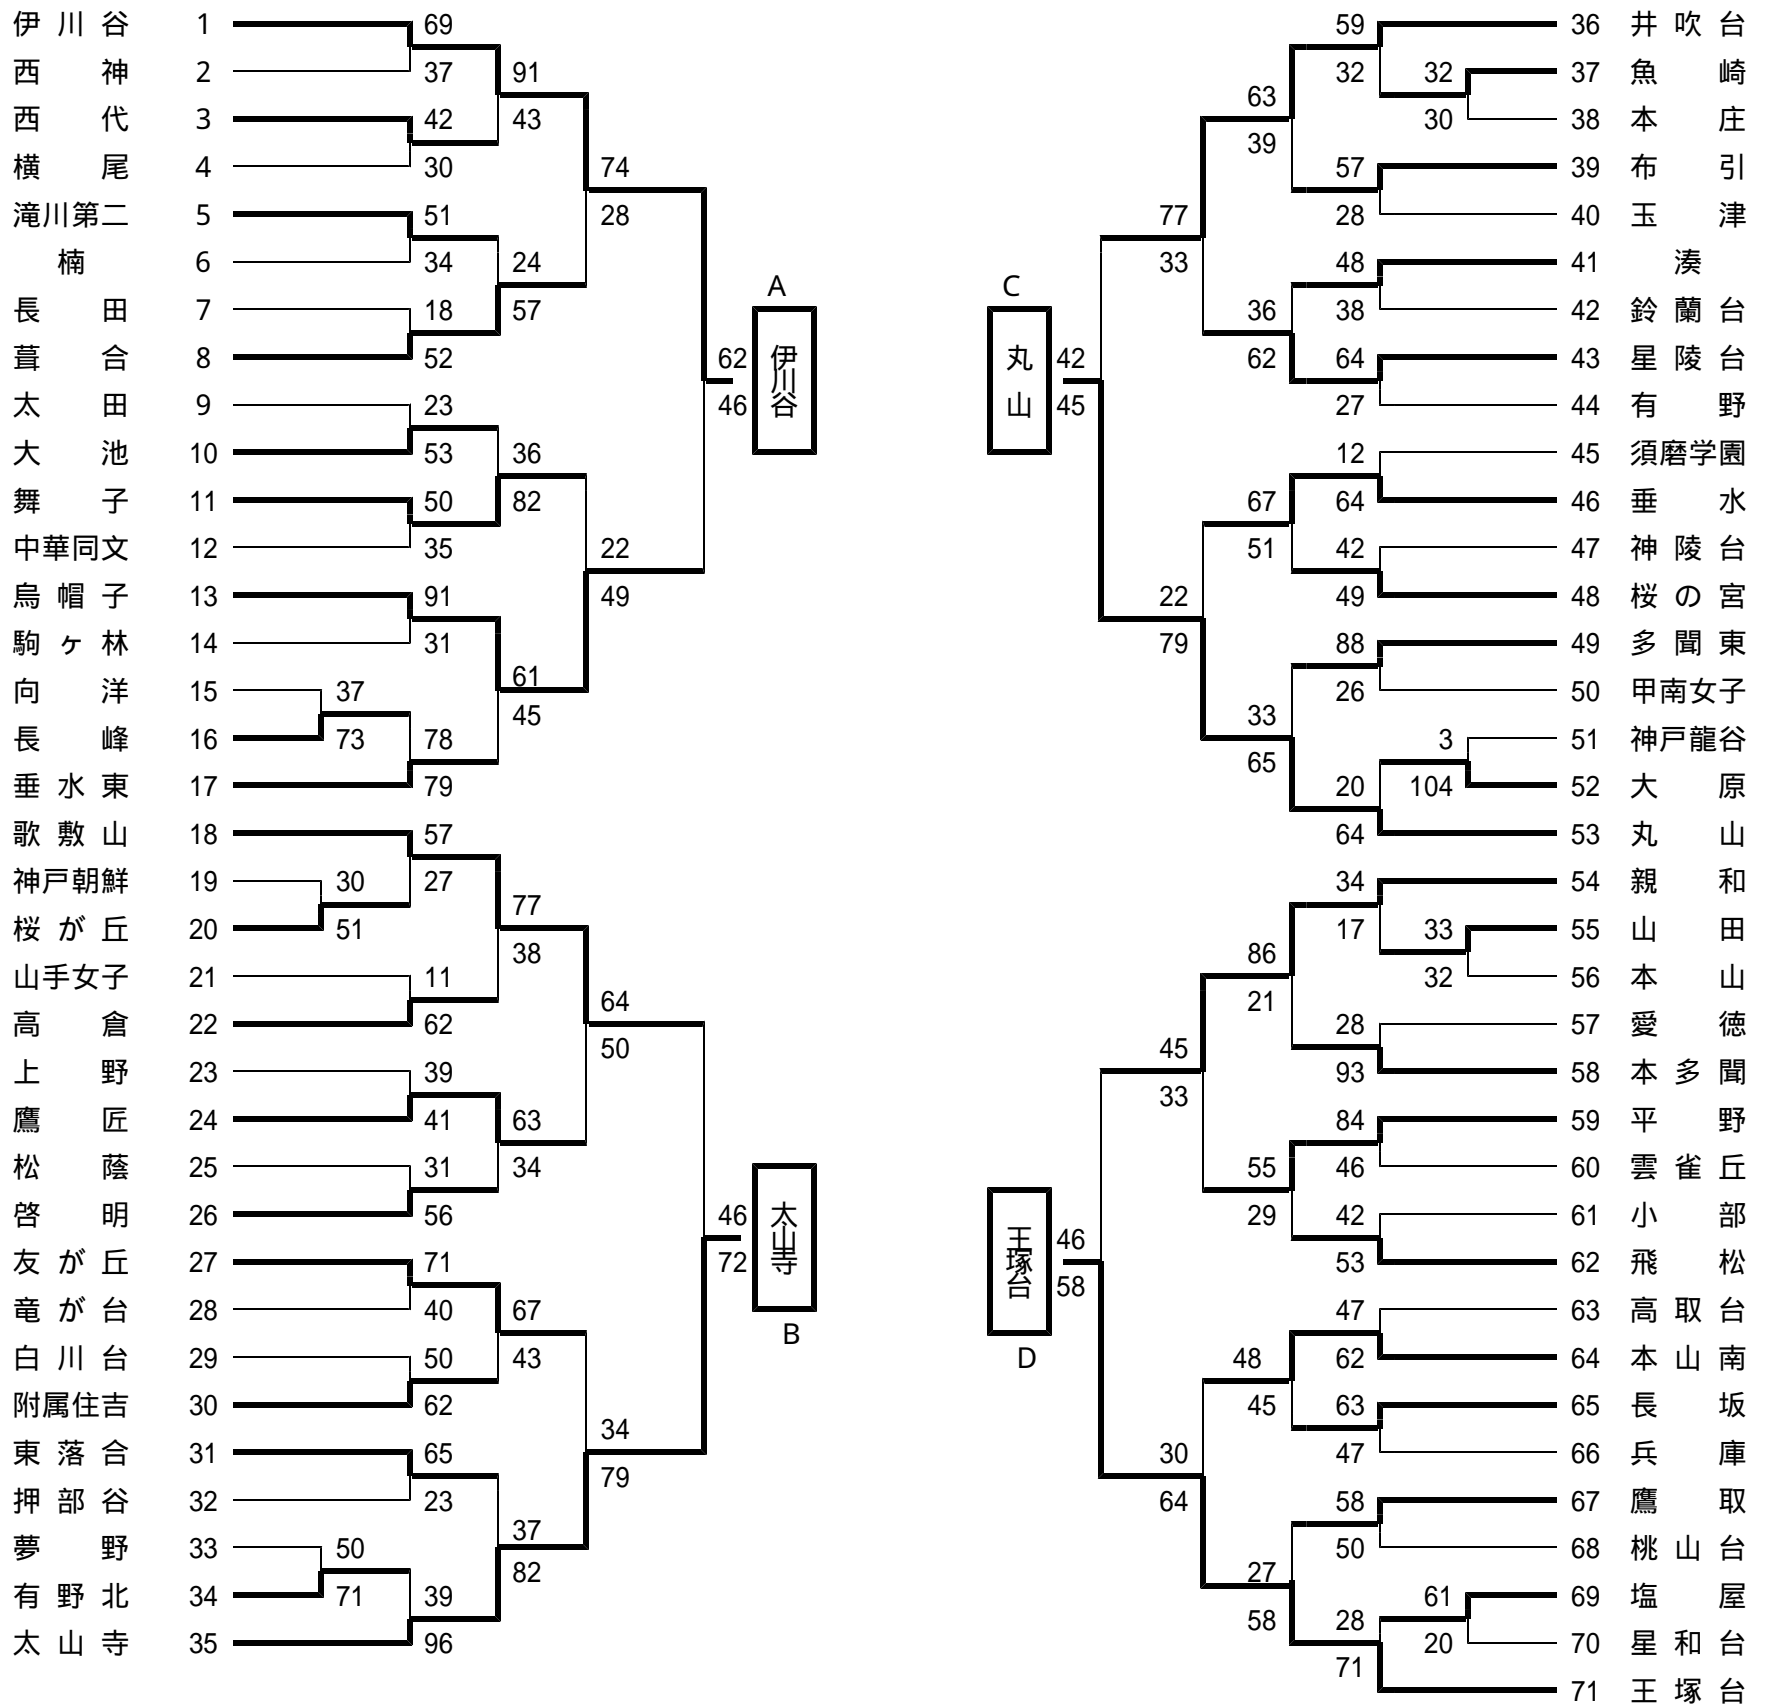 伊川谷 1 69
西神 2 37 91
西代 3 42 43
横尾 4 30 74
滝川第二 5 51 28
楠 6 34 24
長田 7 18 57
葺合 8 52 62
太田 9 23 46
大池 10 53 36
舞子 11 50 82
中華同文 12 35 22
烏帽子 13 91 49
駒ヶ林 14 31
向洋 15 37 61
長峰 16 73 78 45
垂水東 17 79
歌敷山 18 57
神戸朝鮮 19 30 27 77
桜が丘 20 51 38
山手女子 21 11 64
高倉 22 62 50
上野 23 39
鷹匠 24 41 63
松蔭 25 31 34
啓明 26 56 46
友が丘 27 71 72
竜が台 28 40 67
白川台 29 50 43
附属住吉 30 62
東落合 31 65 34
押部谷 32 23 79
夢野 33 50 37
有野北 34 71 39 82
太山寺 35 96
A
伊川谷
太山寺
B
C
丸山
王塚台
D
59 36 井吹台
63 32 32 37 魚崎
39 30 38 本庄
57 39 布引
77 28 40 玉津
33 48 41 湊
36 38 42 鈴蘭台
42 62 64 43 星陵台
45 27 44 有野
12 45 須磨学園
67 64 46 垂水
51 42 47 神陵台
22 49 48 桜の宮
79 88 49 多聞東
33 26 50 甲南女子
65 3 51 神戸龍谷
20 104 52 大原
64 53 丸山
34 54 親和
86 17 33 55 山田
21 32 56 本山
45 28 57 愛徳
33 93 58 本多聞
84 59 平野
55 46 60 雲雀丘
29 42 61 小部
46 53 62 飛松
58 47 63 高取台
48 62 64 本山南
45 63 65 長坂
30 47 66 兵庫
64 58 67 鷹取
27 50 68 桃山台
58 61 69 塩屋
28 20 70 星和台
71 71 王塚台